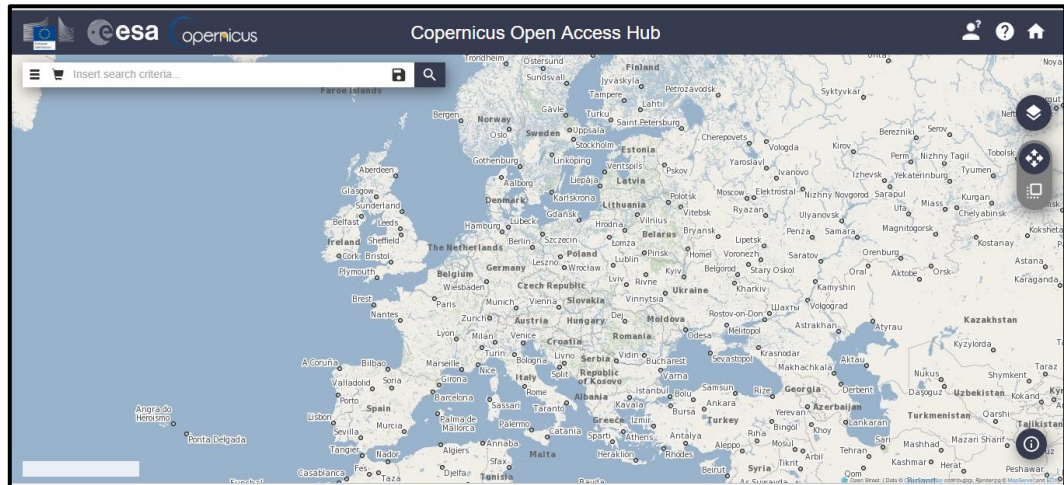 esa opernicus Copernicus Open Access Hub
Insert search criteria...
Trondheim Östersund Finland
Sundsvall Jyväskylä Syktyvkar
Faroe Islands Tampere Petrozavodsk
Bergen Norway Gävle Turku Lahti
Oslo Sweden Uppsala Saint Petersburg Cherepovets Vologda Kirov Berezniki Serov
Stockholm Estonia Perm Nizhny Tagil Tobolsk
Gothenburg Linköping Ventspils Pskov Yaroslavl Ivanovo Izhevsk Yekaterinburg Tyumen
Aberdeen Aalborg Liepāja Latvia Moscow Elektrostal Nizhny Novgorod Sarapul Kurgan
Glasgow Denmark Karlskrona Lithuania Polotsk Ryazan Ufa Miass Chelyabinsk
Sunderland Gdańsk Vilnius Vitebsk Ulyanovsk
Belfast Leeds Hamburg Lübeck Hrodna Belarus Bryansk Penza Samara Magnitogorsk
Ireland Sheffield The Netherlands Berlin Szczecin Łomza Lipetsk Kostanay
Cork Bristol Poland Pinsk Homel Voronezh Saratov Orenburg Astana
Plymouth Belgium Germany Leszno Wrocław Lublin Kyiv Belgorod Stary Oskol Oral Aktobe Orsk
Wiesbaden Czech Republic Lviv Rivne Ukraine Kharkiv Kamyshin Karaganda
Brest Paris Munich Vienna Slovakia Vinnytsia Шахты Volgograd
Nantes Zurich Austria Hungary Dej Moldova Rostov-on-Don Astrakhan Atyrau Kazakhstan
Lyon Milan Venice Croatia Romania Odesa Melitopol Kyzylorda
A Coruña Bilbao Marseille Turin Bologna Livno Serbia Vidin Bucharest Sevastopol Krasnodar Aktau
Nice Split Republic Varna Makhachkala Nukus Shymkent Taraz
Valladolid Soria Girona Italy of Kosovo
Porto Barcelona Rome Albania Istanbul Bolu Samsun Rize Georgia Derbent Daşoguz Uzbekistan Kokand
Angra do Spain Sassari Taranto Kavala Bursa Ankara Azerbaijan Turkmenistan Qarshi
Heroísmo Lisbon Palma de Palermo Greece Izmir Turkey Yerevan Lankaran Tajikistan
Ponta Delgada Sevilla Murcia Mallorca Catania Sparti Athens Antalya Bingöl Khoy Sari Mashhad Mazari Sharif
Tangier Nador Algiers Annaba Malta Heraklion Rhodes Aleppo Mosul Tehran
Casablanca Fes Taza Djelfa Sfax Beirut Syria Tikrit Arbil Qom Kashmar Herat Peshawar
Tunisia